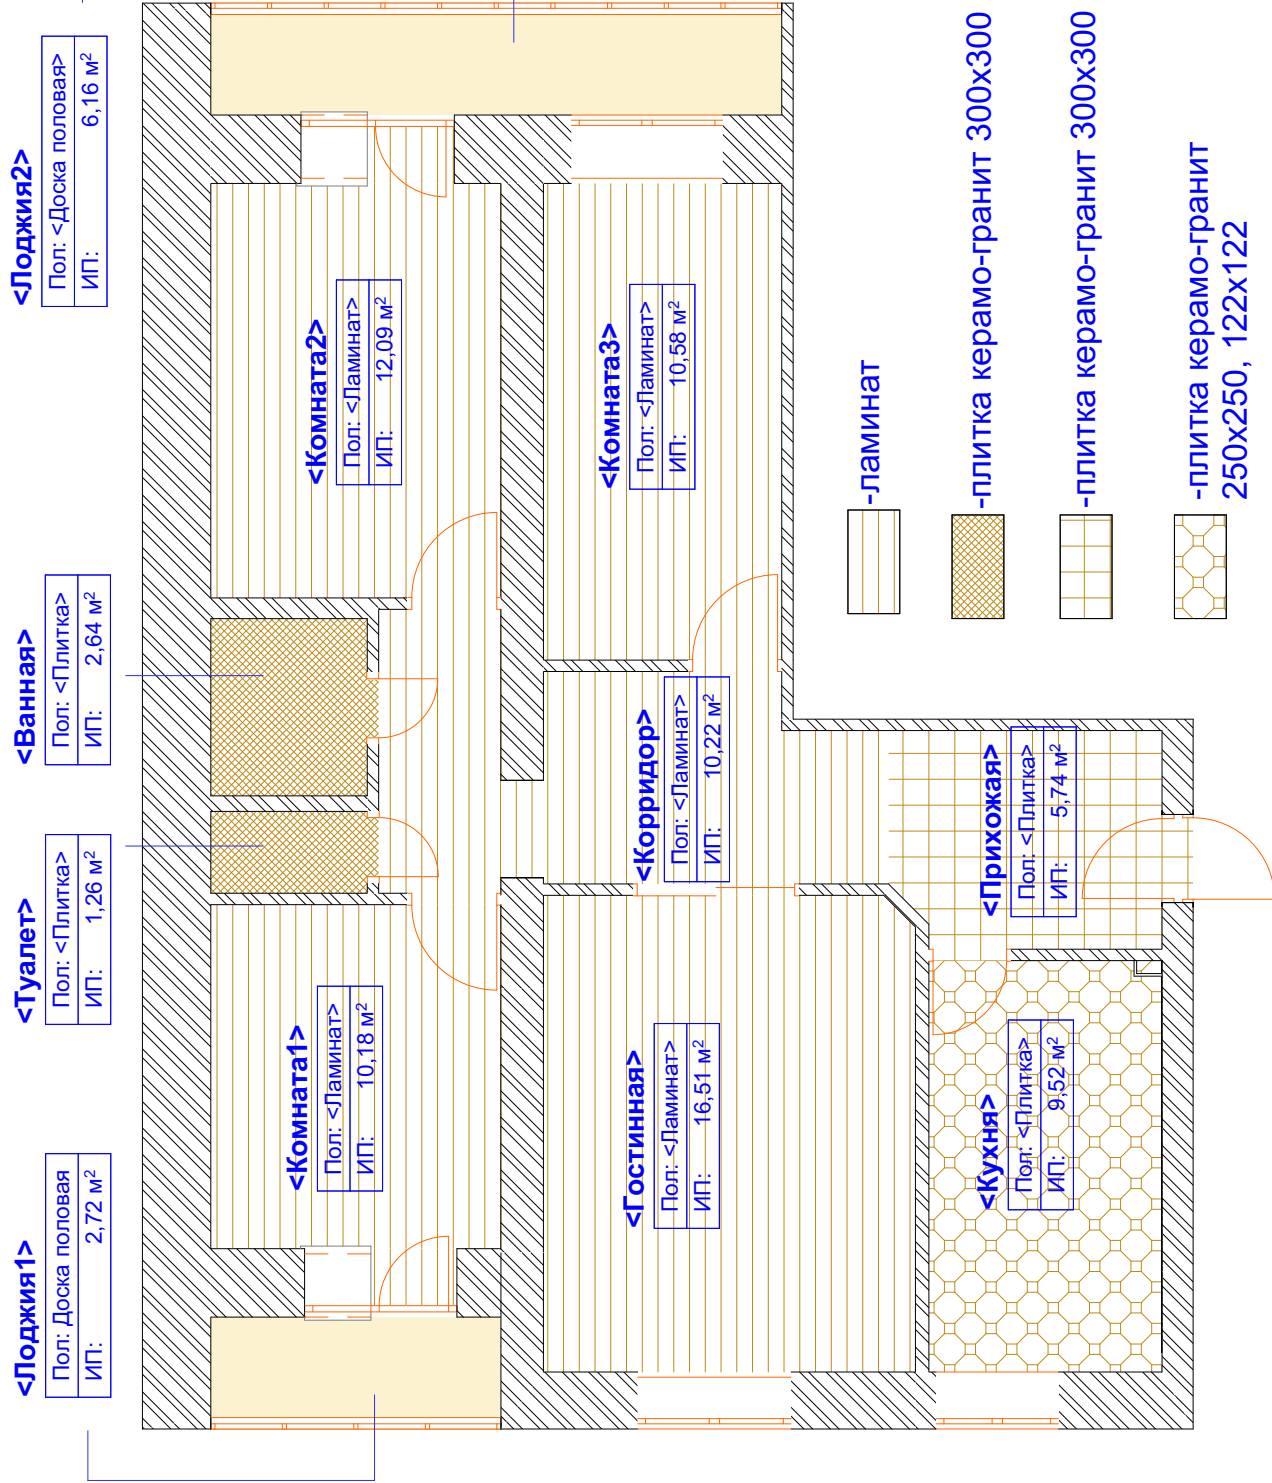 <Лоджия1>
Пол: Доска половая
ИП: 2,72 м²
<Туалет>
Пол: <Плитка>
ИП: 1,26 м²
<Ванная>
Пол: <Плитка>
ИП: 2,64 м²
<Лоджия2>
Пол: <Доска половая>
ИП: 6,16 м²
<Комната1>
Пол: <Ламинат>
ИП: 10,18 м²
<Комната2>
Пол: <Ламинат>
ИП: 12,09 м²
<Гостинная>
Пол: <Ламинат>
ИП: 16,51 м²
<Корридор>
Пол: <Ламинат>
ИП: 10,22 м²
<Комната3>
Пол: <Ламинат>
ИП: 10,58 м²
<Кухня>
Пол: <Плитка>
ИП: 9,52 м²
<Прихожая>
Пол: <Плитка>
ИП: 5,74 м²
-ламинат
-плитка керамо-гранит 300х300
-плитка керамо-гранит 300х300
-плитка керамо-гранит
250х250, 122х122